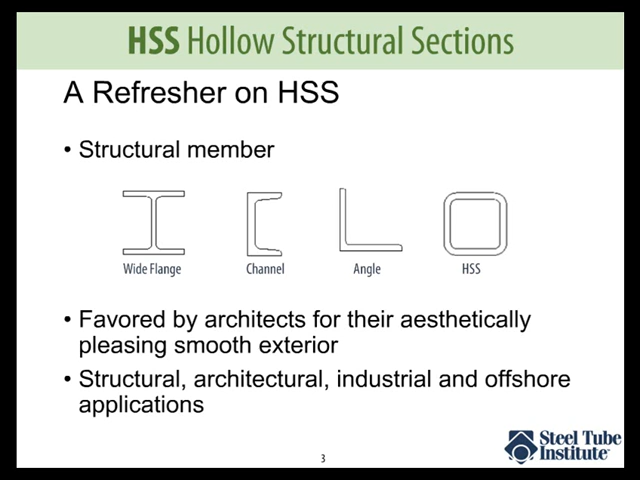 HSS Hollow Structural Sections
A Refresher on HSS
• Structural member
Wide Flange Channel Angle HSS
• Favored by architects for their aesthetically
pleasing smooth exterior
• Structural, architectural, industrial and offshore
applications
Steel Tube
Institute
3